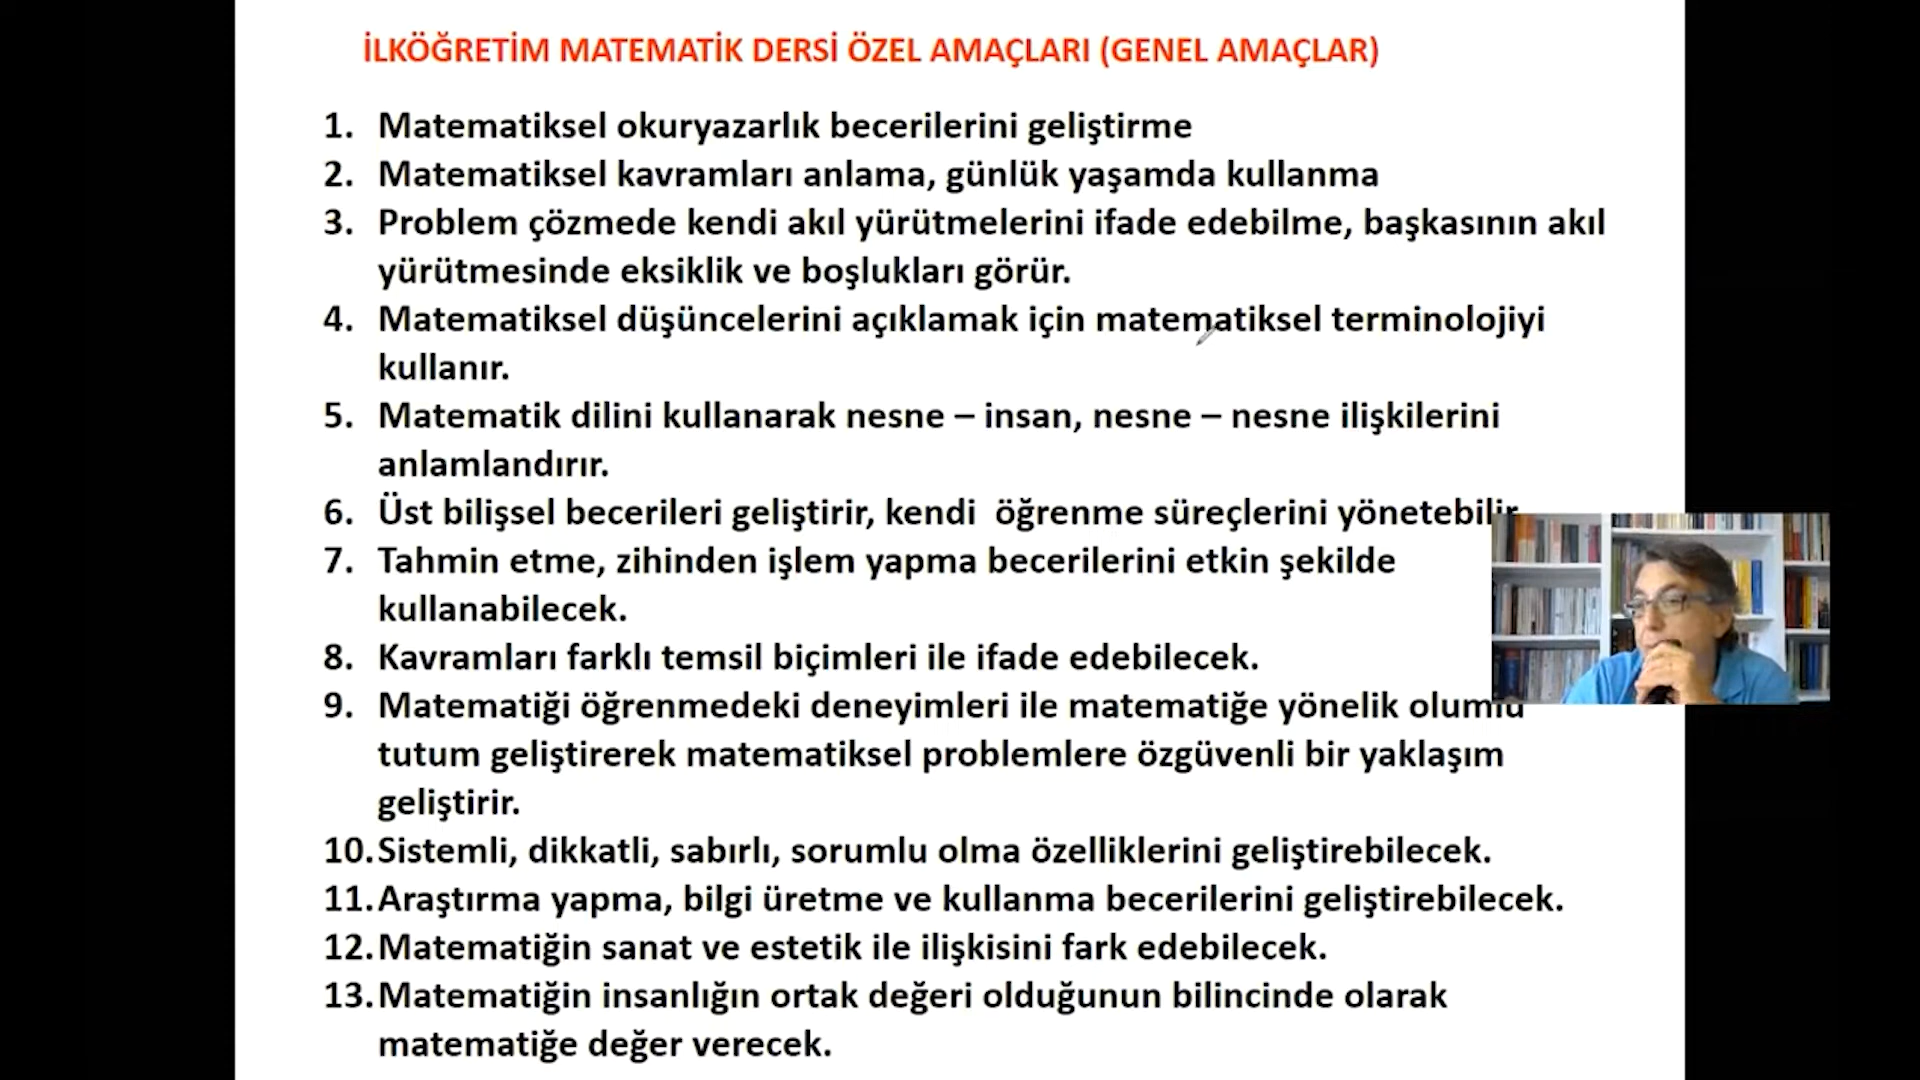 İLKÖĞRETİM MATEMATİK DERSİ ÖZEL AMAÇLARI (GENEL AMAÇLAR)
1. Matematiksel okuryazarlık becerilerini geliştirme
2. Matematiksel kavramları anlama, günlük yaşamda kullanma
3. Problem çözmede kendi akıl yürütmelerini ifade edebilme, başkasının akıl
yürütmesinde eksiklik ve boşlukları görür.
4. Matematiksel düşüncelerini açıklamak için matematiksel terminolojiyi
kullanır.
5. Matematik dilini kullanarak nesne – insan, nesne – nesne ilişkilerini
anlamlandırır.
6. Üst bilişsel becerileri geliştirir, kendi  öğrenme süreçlerini yönetebilir
7. Tahmin etme, zihinden işlem yapma becerilerini etkin şekilde
kullanabilecek.
8. Kavramları farklı temsil biçimleri ile ifade edebilecek.
9. Matematiği öğrenmedeki deneyimleri ile matematiğe yönelik olumlu
tutum geliştirerek matematiksel problemlere özgüvenli bir yaklaşım
geliştirir.
10.Sistemli, dikkatli, sabırlı, sorumlu olma özelliklerini geliştirebilecek.
11.Araştırma yapma, bilgi üretme ve kullanma becerilerini geliştirebilecek.
12.Matematiğin sanat ve estetik ile ilişkisini fark edebilecek.
13.Matematiğin insanlığın ortak değeri olduğunun bilincinde olarak
matematiğe değer verecek.